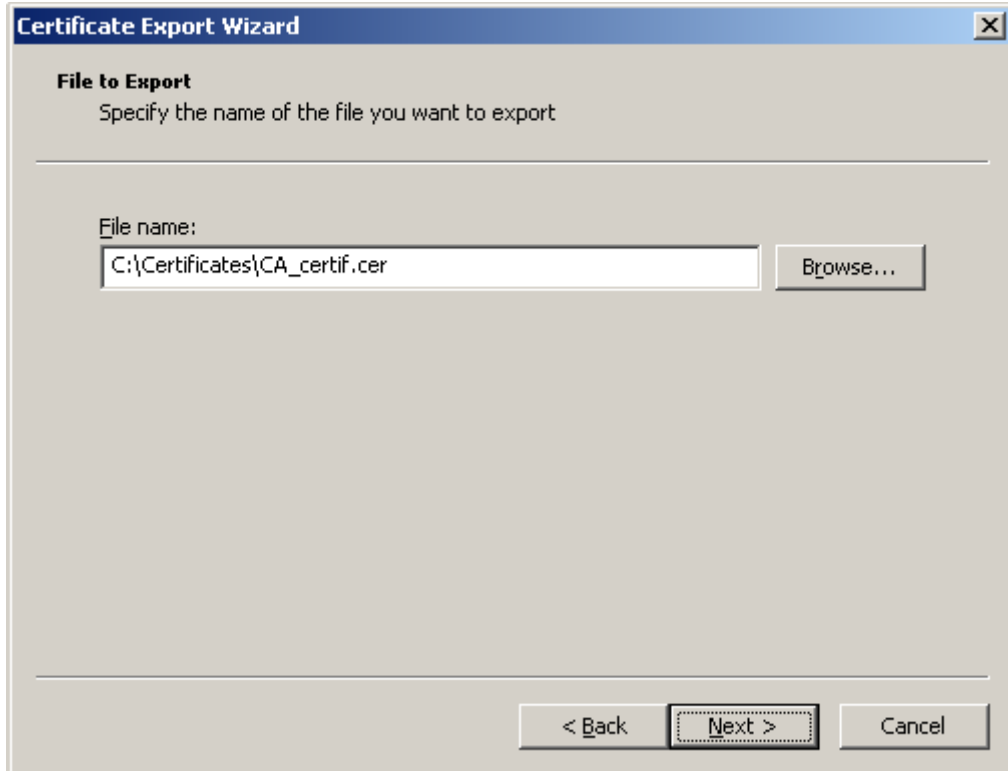 Certificate Export Wizard
File to Export
Specify the name of the file you want to export
File name:
C:\Certificates\CA_certif.cer
Browse...
< Back
Next >
Cancel